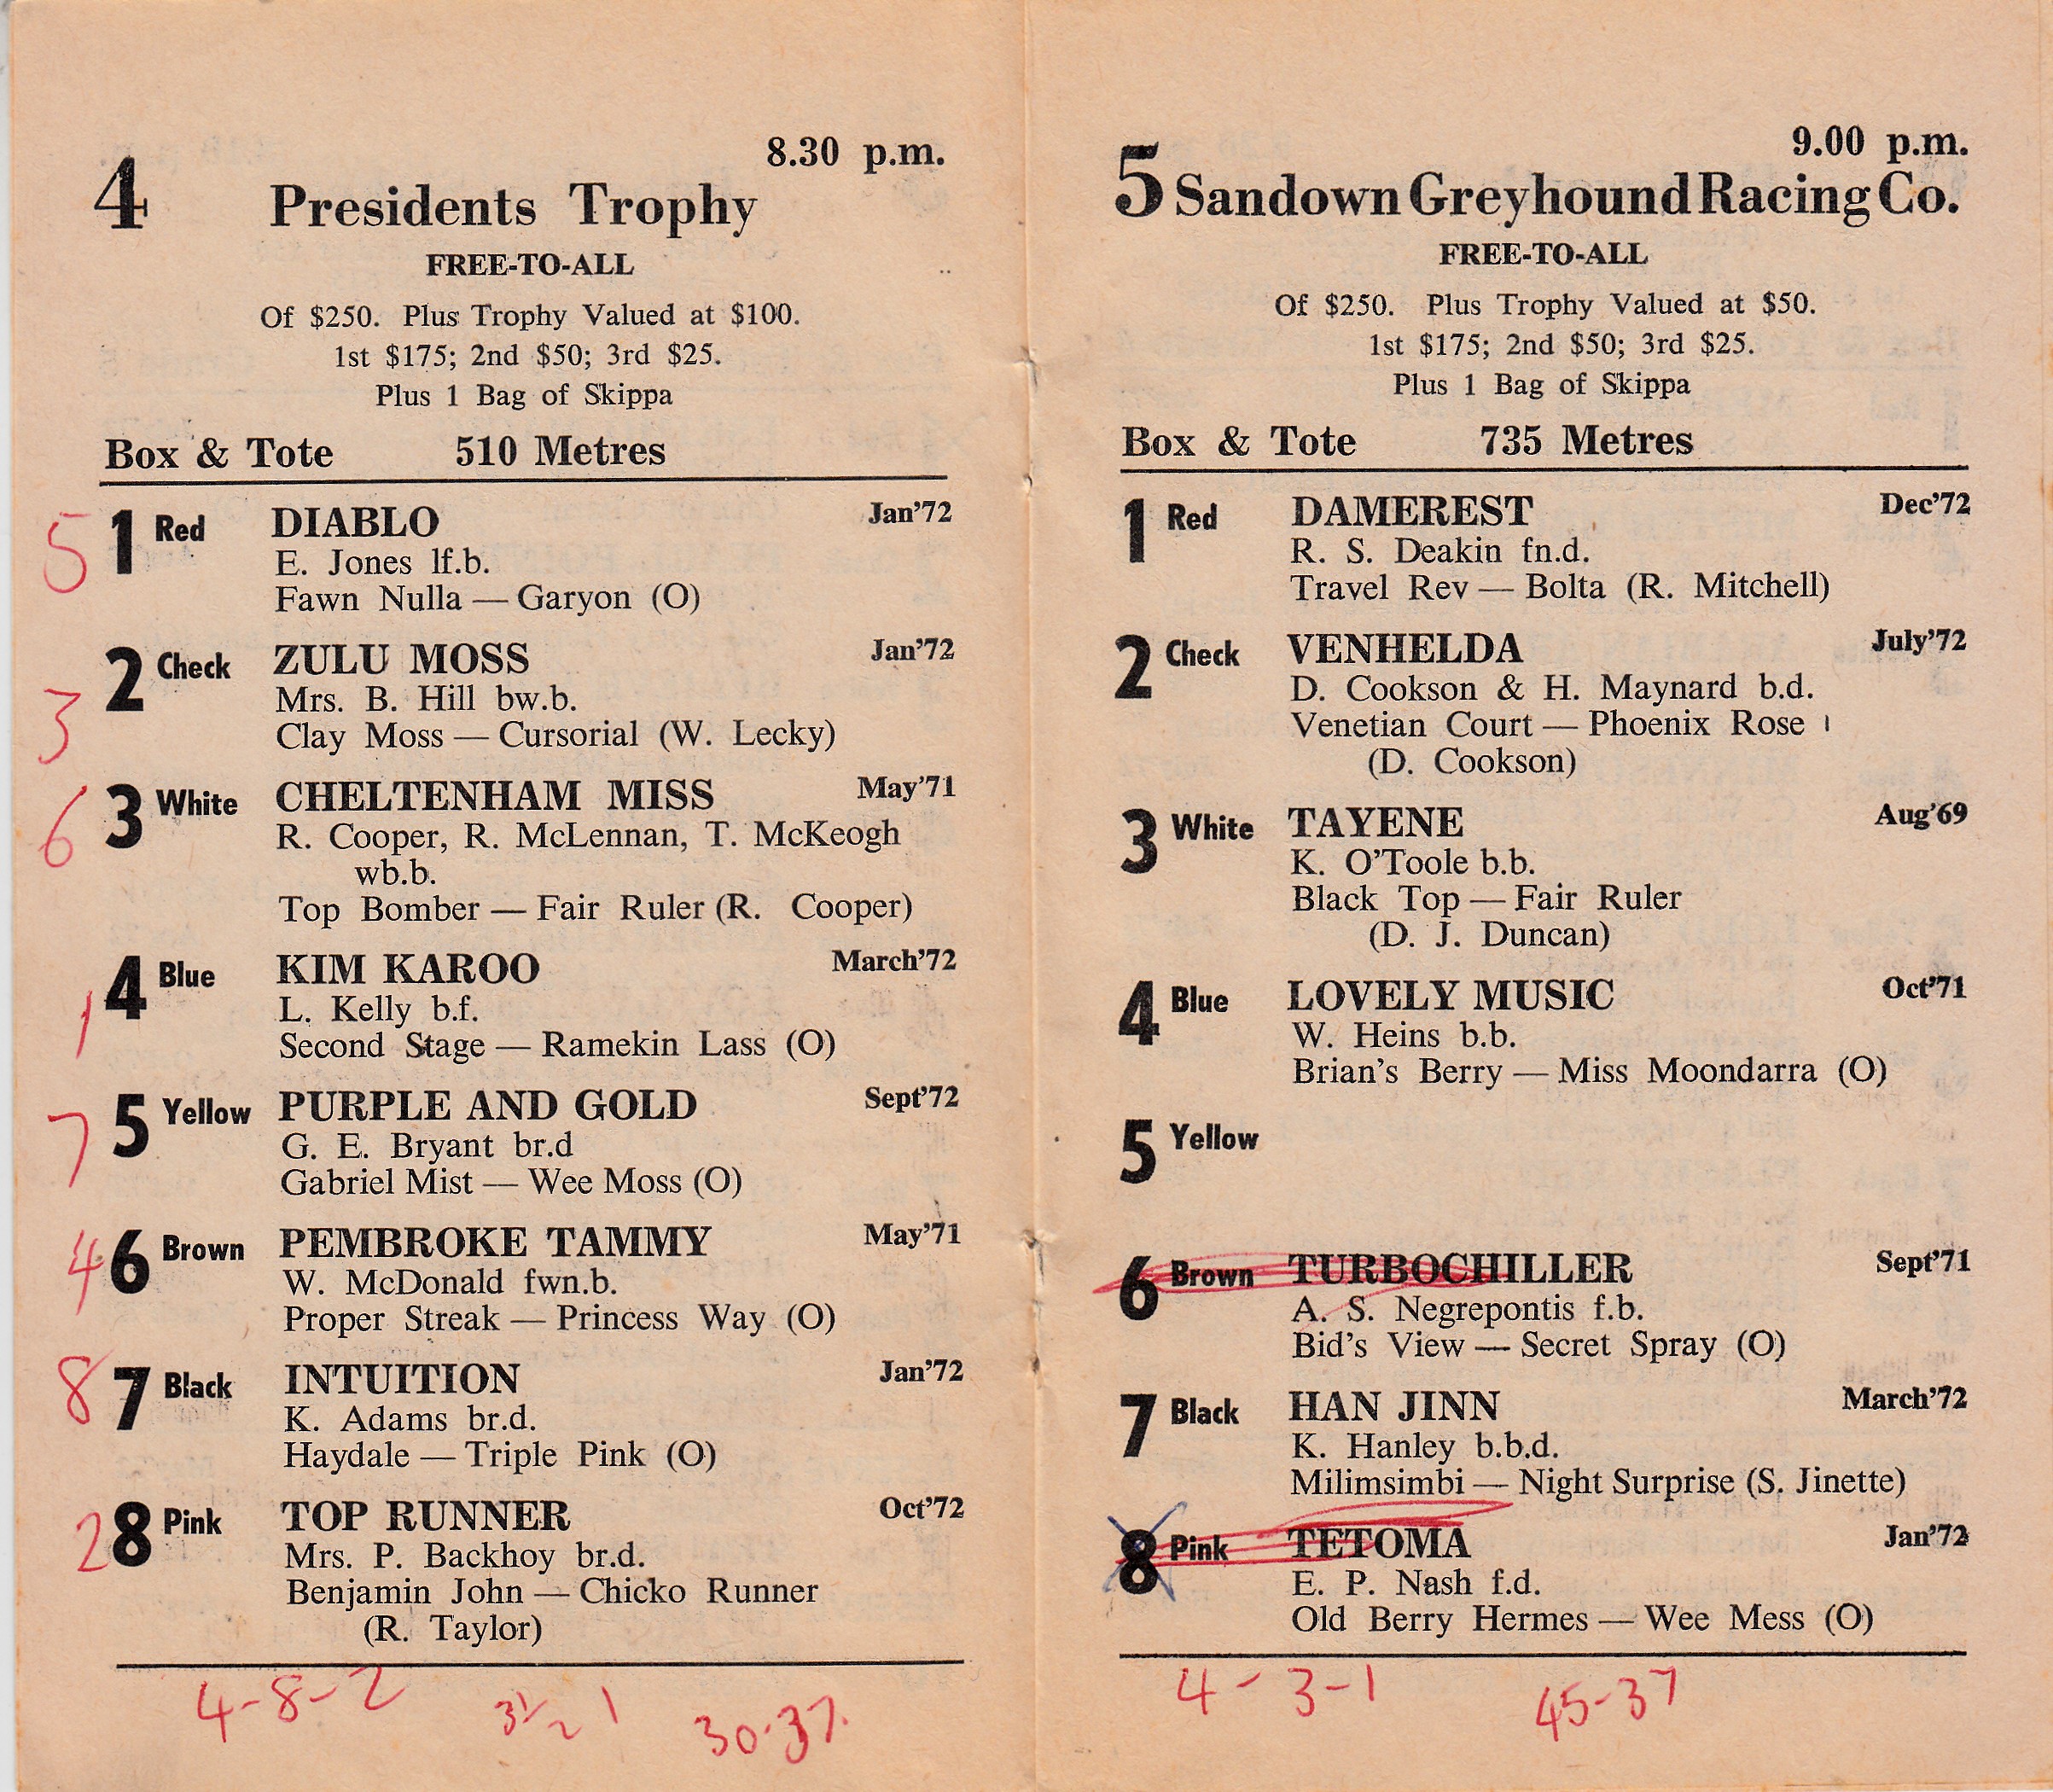 8.30 p.m.
4 Presidents Trophy
FREE-TO-ALL
Of $250. Plus Trophy Valued at $100.
1st $175; 2nd $50; 3rd $25.
Plus 1 Bag of Skippa
Box & Tote 510 Metres
5 1 Red DIABLO Jan'72
E. Jones lf.b.
Fawn Nulla — Garyon (O)
3 2 Check ZULU MOSS Jan'72
Mrs. B. Hill bw.b.
Clay Moss — Cursorial (W. Lecky)
6 3 White CHELTENHAM MISS May'71
R. Cooper, R. McLennan, T. McKeogh
wb.b.
Top Bomber — Fair Ruler (R. Cooper)
1 4 Blue KIM KAROO March'72
L. Kelly b.f.
Second Stage — Ramekin Lass (O)
7 5 Yellow PURPLE AND GOLD Sept'72
G. E. Bryant br.d
Gabriel Mist — Wee Moss (O)
4 6 Brown PEMBROKE TAMMY May'71
W. McDonald fwn.b.
Proper Streak — Princess Way (O)
8 7 Black INTUITION Jan'72
K. Adams br.d.
Haydale — Triple Pink (O)
2 8 Pink TOP RUNNER Oct'72
Mrs. P. Backhoy br.d.
Benjamin John — Chicko Runner
(R. Taylor)
4-8-2 3 1/2 1 30.37.
9.00 p.m.
5 Sandown Greyhound Racing Co.
FREE-TO-ALL
Of $250. Plus Trophy Valued at $50.
1st $175; 2nd $50; 3rd $25.
Plus 1 Bag of Skippa
Box & Tote 735 Metres
1 Red DAMEREST Dec'72
R. S. Deakin fn.d.
Travel Rev — Bolta (R. Mitchell)
2 Check VENHELDA July'72
D. Cookson & H. Maynard b.d.
Venetian Court — Phoenix Rose
(D. Cookson)
3 White TAYENE Aug'69
K. O'Toole b.b.
Black Top — Fair Ruler
(D. J. Duncan)
4 Blue LOVELY MUSIC Oct'71
W. Heins b.b.
Brian's Berry — Miss Moondarra (O)
5 Yellow
6 Brown TURBOCHILLER Sept'71
A. S. Negrepontis f.b.
Bid's View — Secret Spray (O)
7 Black HAN JINN March'72
K. Hanley b.b.d.
Milimsimbi — Night Surprise (S. Jinette)
8 Pink TETOMA Jan'72
E. P. Nash f.d.
Old Berry Hermes — Wee Mess (O)
4-3-1 45-37